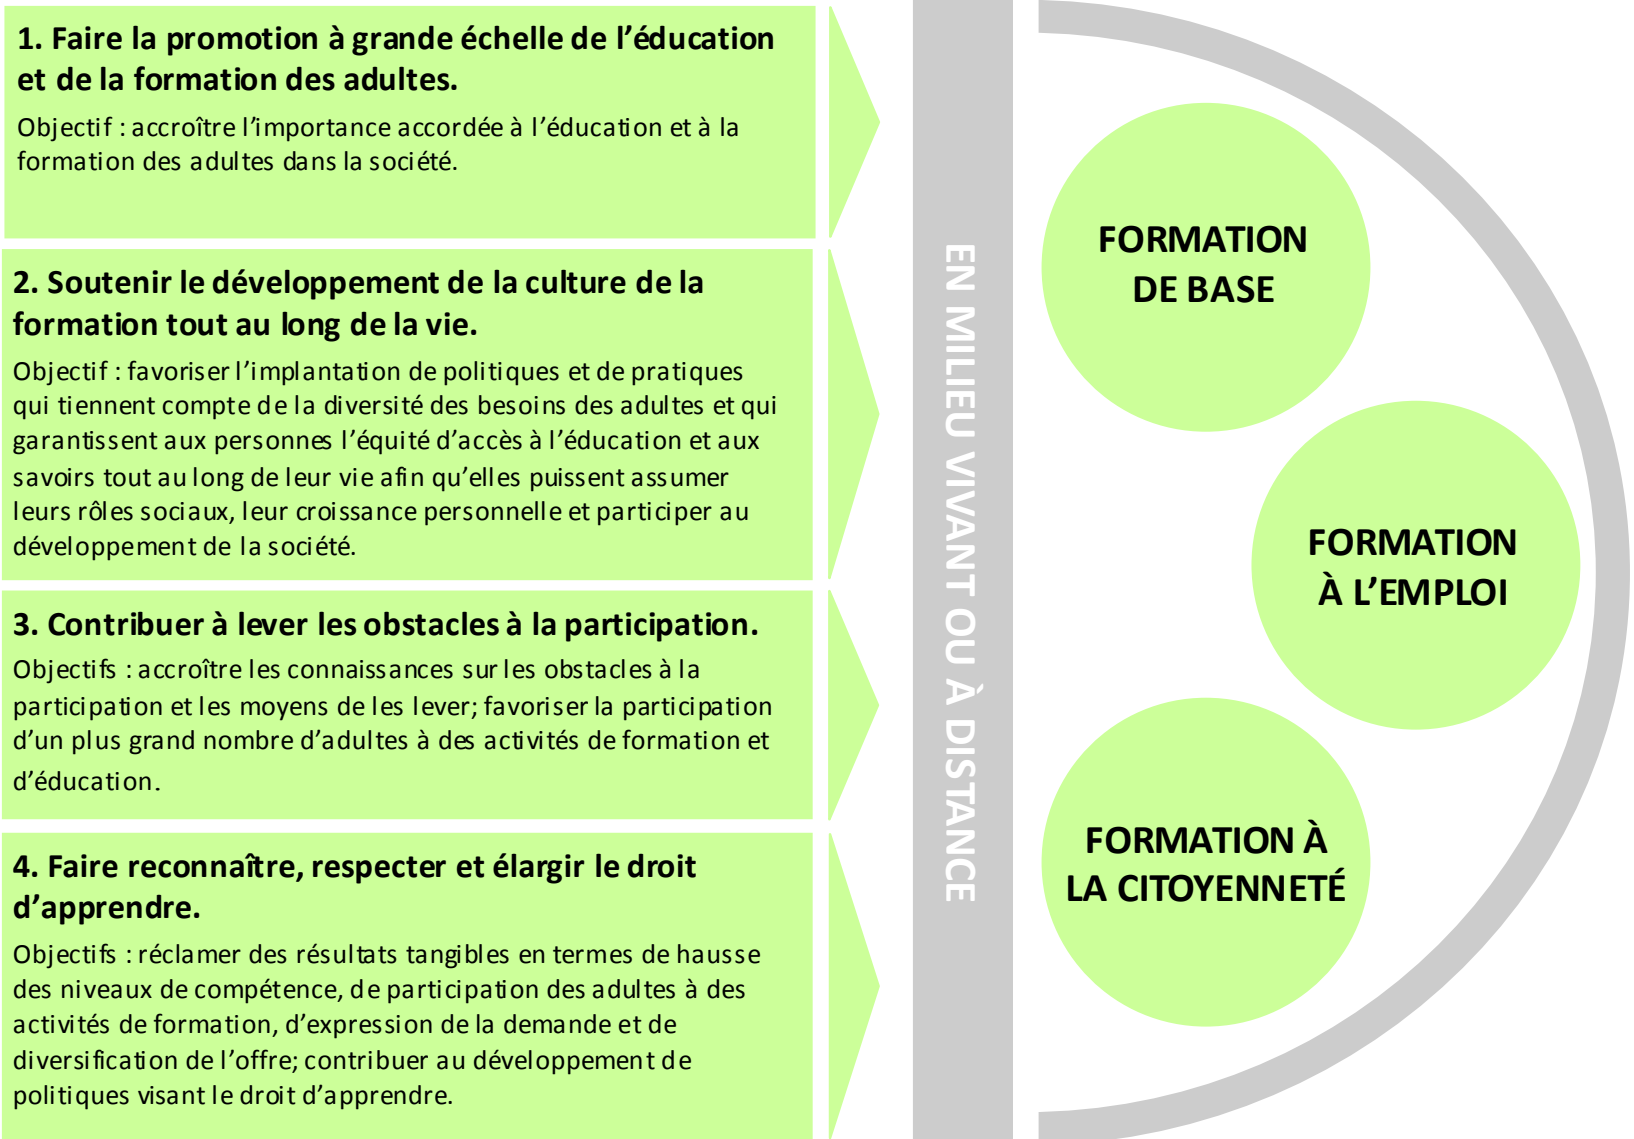 1. Faire la promotion à grande échelle de l’éducation
et de la formation des adultes.
Objectif : accroître l’importance accordée à l’éducation et à la
formation des adultes dans la société.
2. Soutenir le développement de la culture de la
formation tout au long de la vie.
Objectif : favoriser l’implantation de politiques et de pratiques
qui tiennent compte de la diversité des besoins des adultes et qui
garantissent aux personnes l’équité d’accès à l’éducation et aux
savoirs tout au long de leur vie afin qu’elles puissent assumer
leurs rôles sociaux, leur croissance personnelle et participer au
développement de la société.
3. Contribuer à lever les obstacles à la participation.
Objectifs : accroître les connaissances sur les obstacles à la
participation et les moyens de les lever; favoriser la participation
d’un plus grand nombre d’adultes à des activités de formation et
d’éducation.
4. Faire reconnaître, respecter et élargir le droit
d’apprendre.
Objectifs : réclamer des résultats tangibles en termes de hausse
des niveaux de compétence, de participation des adultes à des
activités de formation, d’expression de la demande et de
diversification de l’offre; contribuer au développement de
politiques visant le droit d’apprendre.
EN MILIEU VIVANT OU À DISTANCE
FORMATION
DE BASE
FORMATION
À L’EMPLOI
FORMATION À
LA CITOYENNETÉ